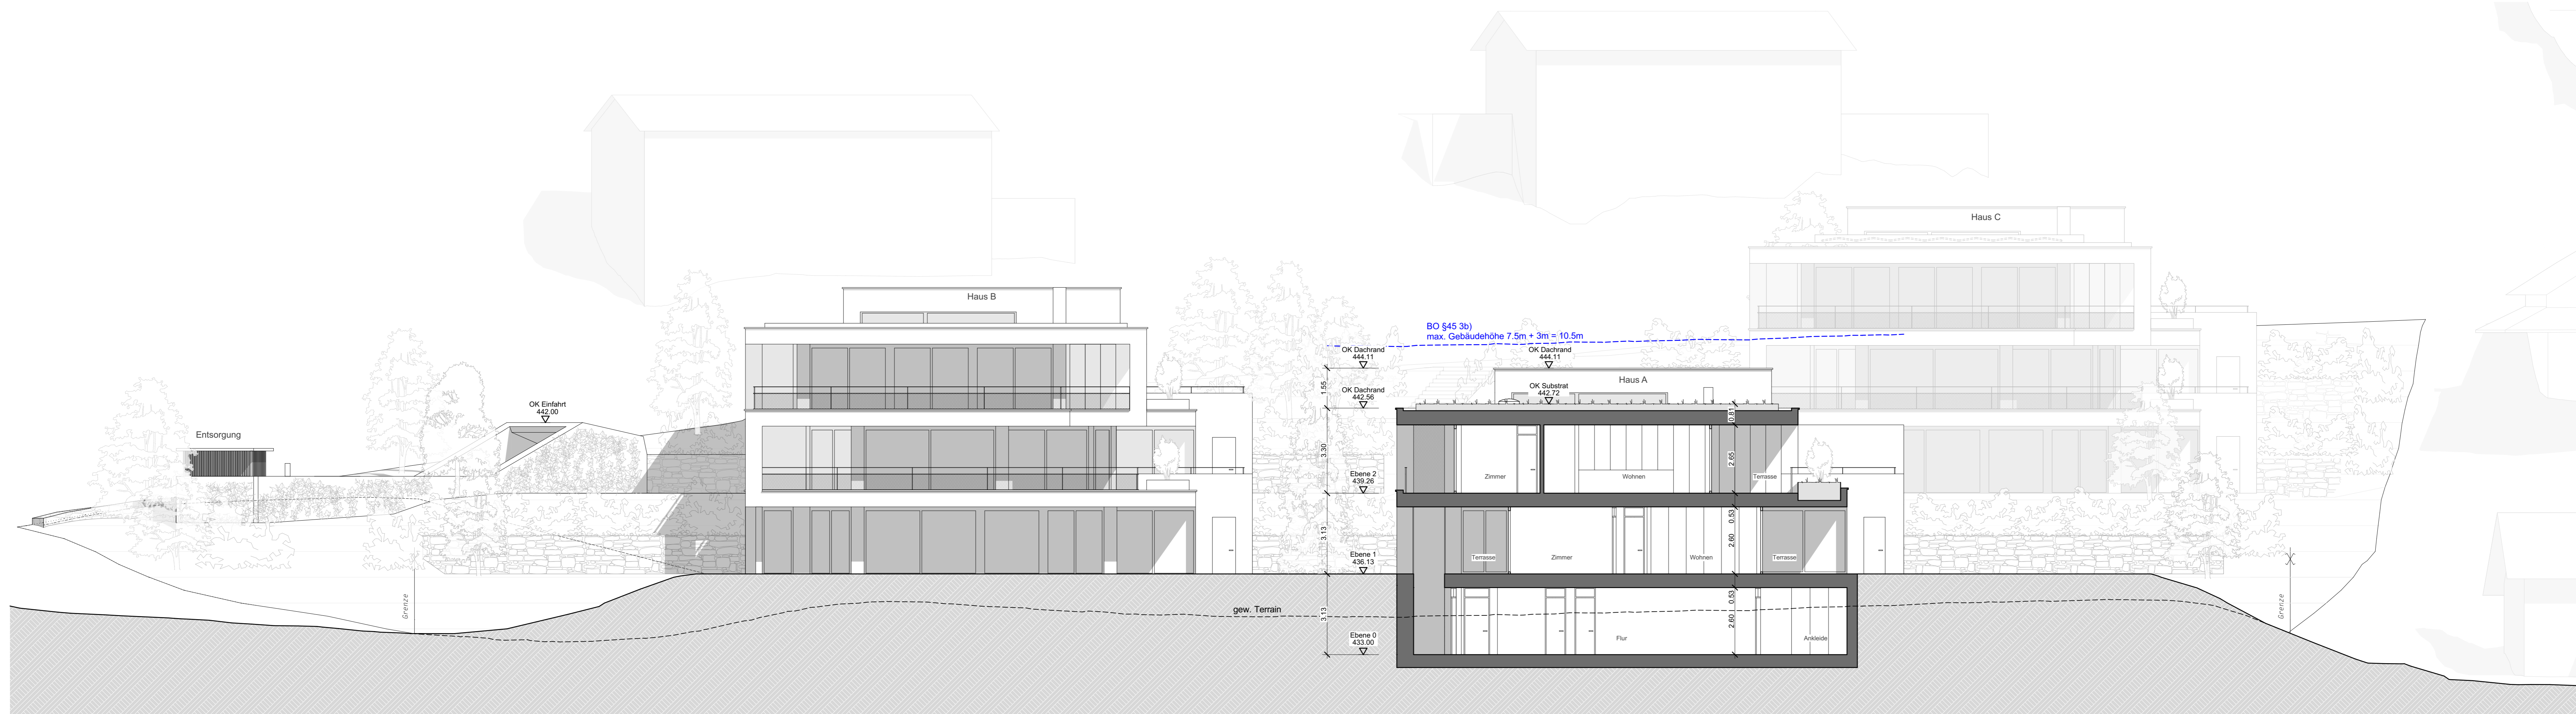 Haus C
Haus B
BO §45 3b)
max. Gebäudehöhe 7.5m + 3m = 10.5m
OK Dachrand
444.11
OK Dachrand
444.11
1.55
Haus A
OK Dachrand
442.56
OK Substrat
442.72
OK Einfahrt
442.00
0.81
Entsorgung
3.30
2.65
Ebene 2
439.26
Zimmer
Wohnen
Terrasse
3.13
0.53
2.60
Ebene 1
436.13
Terrasse
Zimmer
Wohnen
Terrasse
Grenze
gew. Terrain
3.13
0.53
2.60
Grenze
Ebene 0
433.00
Flur
Ankleide